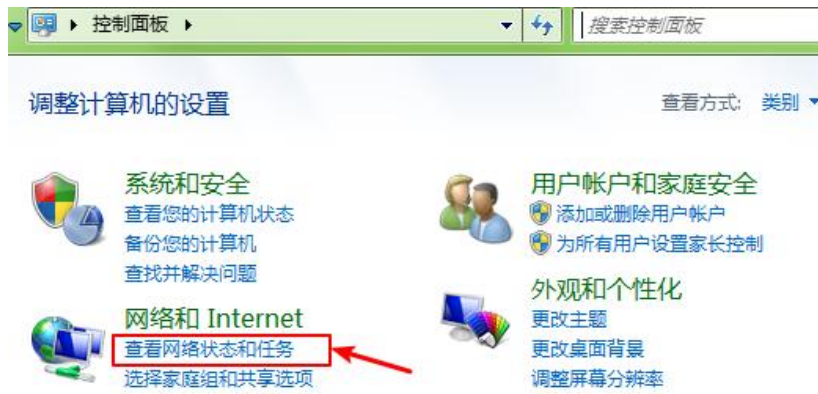 控制面板
搜索控制面板
调整计算机的设置
查看方式: 类别
系统和安全
查看您的计算机状态
备份您的计算机
查找并解决问题
网络和 Internet
查看网络状态和任务
选择家庭组和共享选项
用户帐户和家庭安全
添加或删除用户帐户
为所有用户设置家长控制
外观和个性化
更改主题
更改桌面背景
调整屏幕分辨率